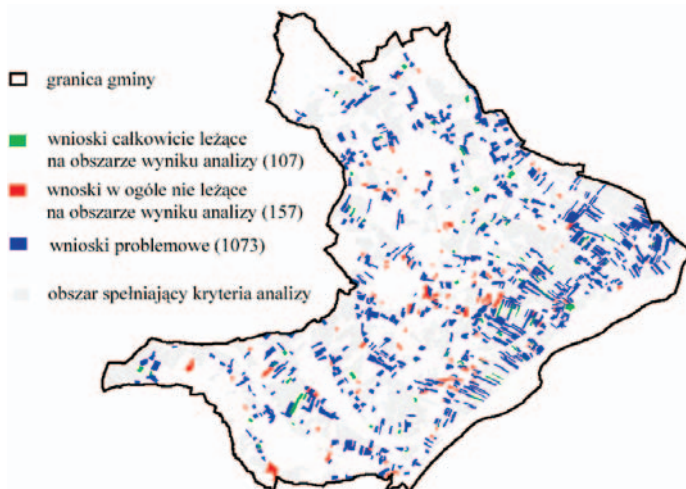 granica gminy
wnioski całkowicie leżące
na obszarze wyniku analizy (107)
wnoski w ogóle nie leżące
na obszarze wyniku analizy (157)
wnioski problemowe (1073)
obszar spełniający kryteria analizy